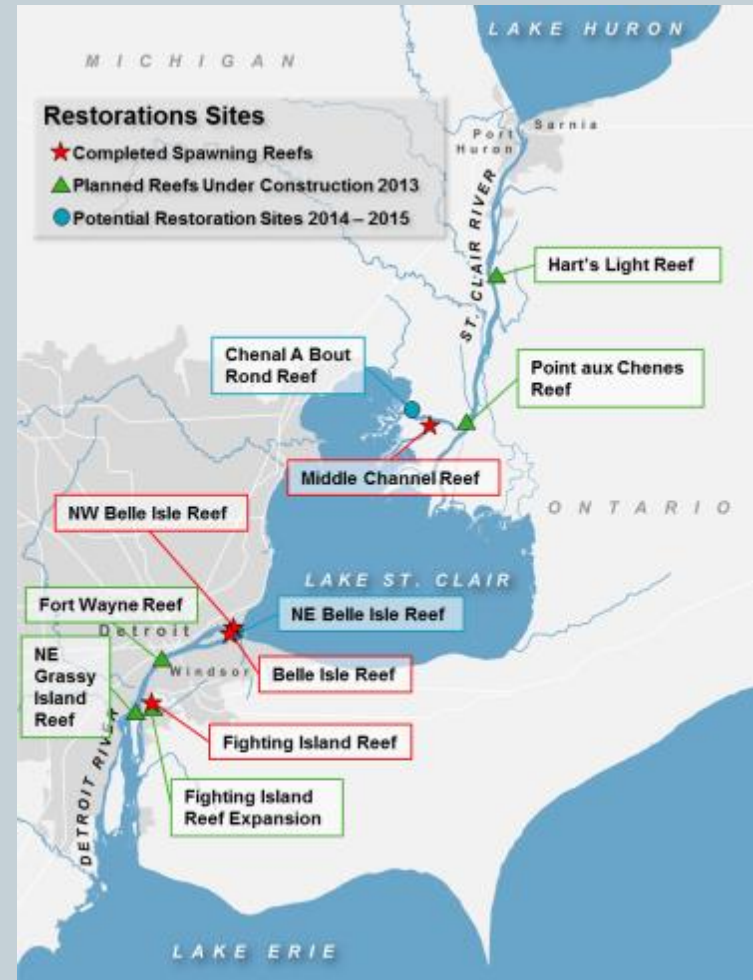 LAKE HURON
MICHIGAN
Restorations Sites
Completed Spawning Reefs
Planned Reefs Under Construction 2013
Potential Restoration Sites 2014 – 2015
Sarnia
Port
Huron
ST. CLAIR RIVER
Hart's Light Reef
Chenal A Bout
Rond Reef
Point aux Chenes
Reef
Middle Channel Reef
ONTARIO
NW Belle Isle Reef
LAKE ST. CLAIR
Fort Wayne Reef
NE Belle Isle Reef
Detroit
NE
Grassy
Island
Reef
Windsor
Belle Isle Reef
Fighting Island Reef
DETROIT RIVER
Fighting Island
Reef Expansion
LAKE ERIE